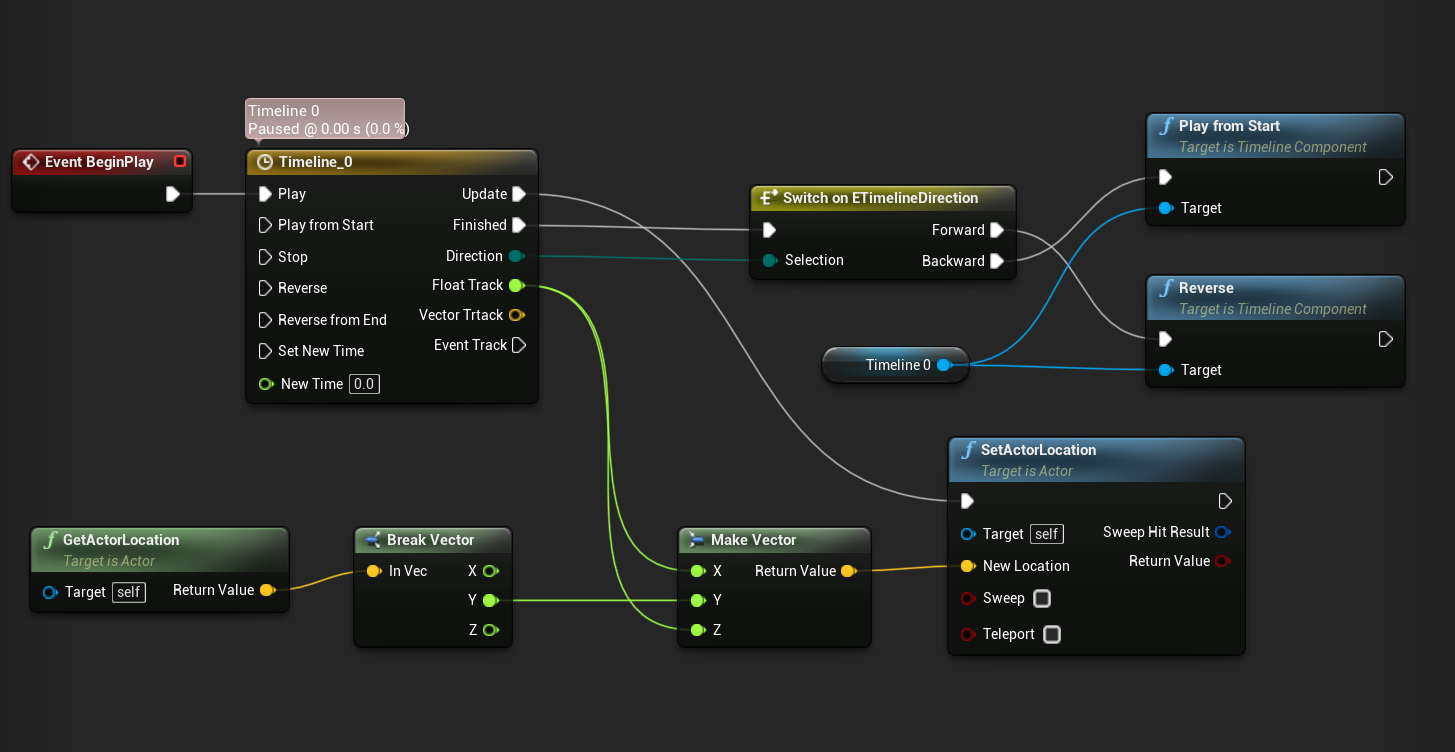 Timeline 0
Paused @ 0.00 s (0.0 %)
Event BeginPlay
Timeline_0
Play
Update
Play from Start
Finished
Stop
Direction
Reverse
Float Track
Reverse from End
Vector Trtack
Set New Time
Event Track
New Time 0.0
Switch on ETimelineDirection
Forward
Selection
Backward
Play from Start
Target is Timeline Component
Target
Reverse
Target is Timeline Component
Target
Timeline 0
SetActorLocation
Target is Actor
Target self
Sweep Hit Result
Return Value
New Location
Sweep
Teleport
GetActorLocation
Target is Actor
Target self
Return Value
Break Vector
In Vec
X
Y
Z
Make Vector
X
Return Value
Y
Z